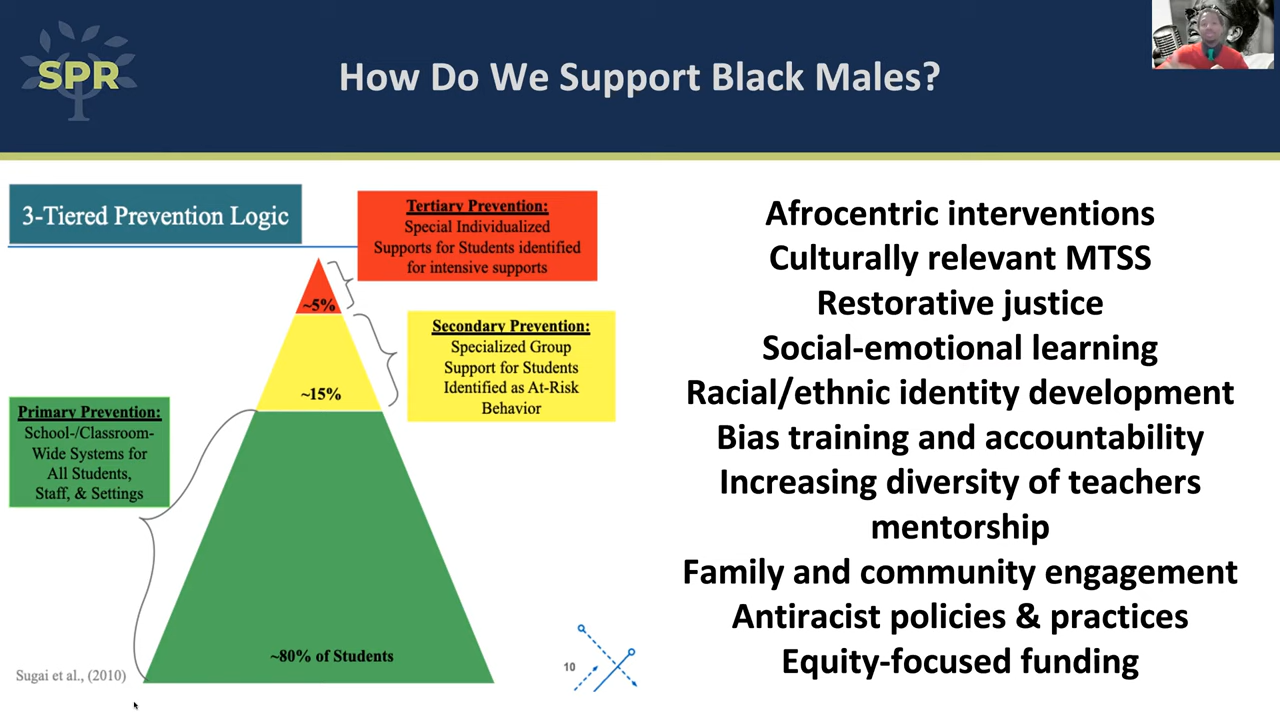 SPR
How Do We Support Black Males?
3-Tiered Prevention Logic
Tertiary Prevention:
Special Individualized
Supports for Students identified
for intensive supports
~5%
Secondary Prevention:
Specialized Group
Support for Students
Identified as At-Risk
Behavior
~15%
Primary Prevention:
School-/Classroom-
Wide Systems for
All Students,
Staff, & Settings
~80% of Students
Sugai et al., (2010)
10
Afrocentric interventions
Culturally relevant MTSS
Restorative justice
Social-emotional learning
Racial/ethnic identity development
Bias training and accountability
Increasing diversity of teachers
mentorship
Family and community engagement
Antiracist policies & practices
Equity-focused funding